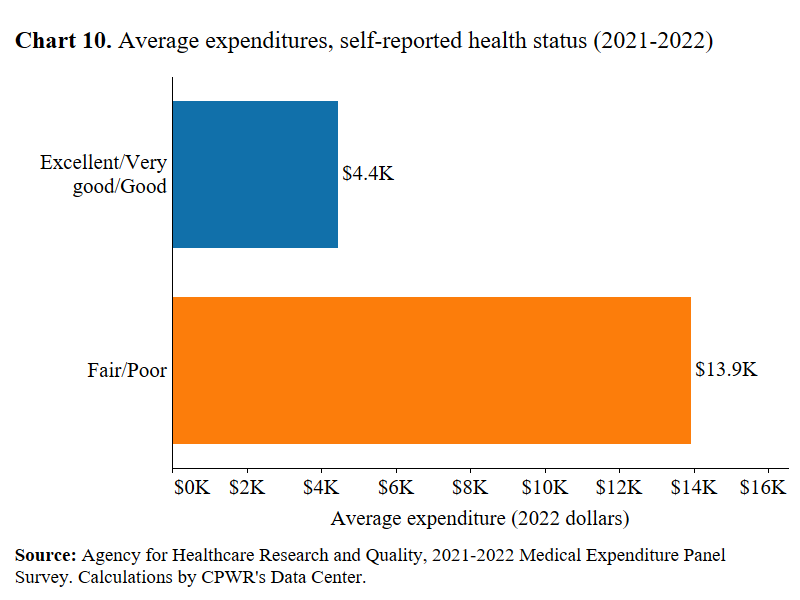 Chart 10. Average expenditures, self-reported health status (2021-2022)
Excellent/Very
good/Good
$4.4K
Fair/Poor
$13.9K
$0K $2K $4K $6K $8K $10K $12K $14K $16K
Average expenditure (2022 dollars)
Source: Agency for Healthcare Research and Quality, 2021-2022 Medical Expenditure Panel
Survey. Calculations by CPWR's Data Center.